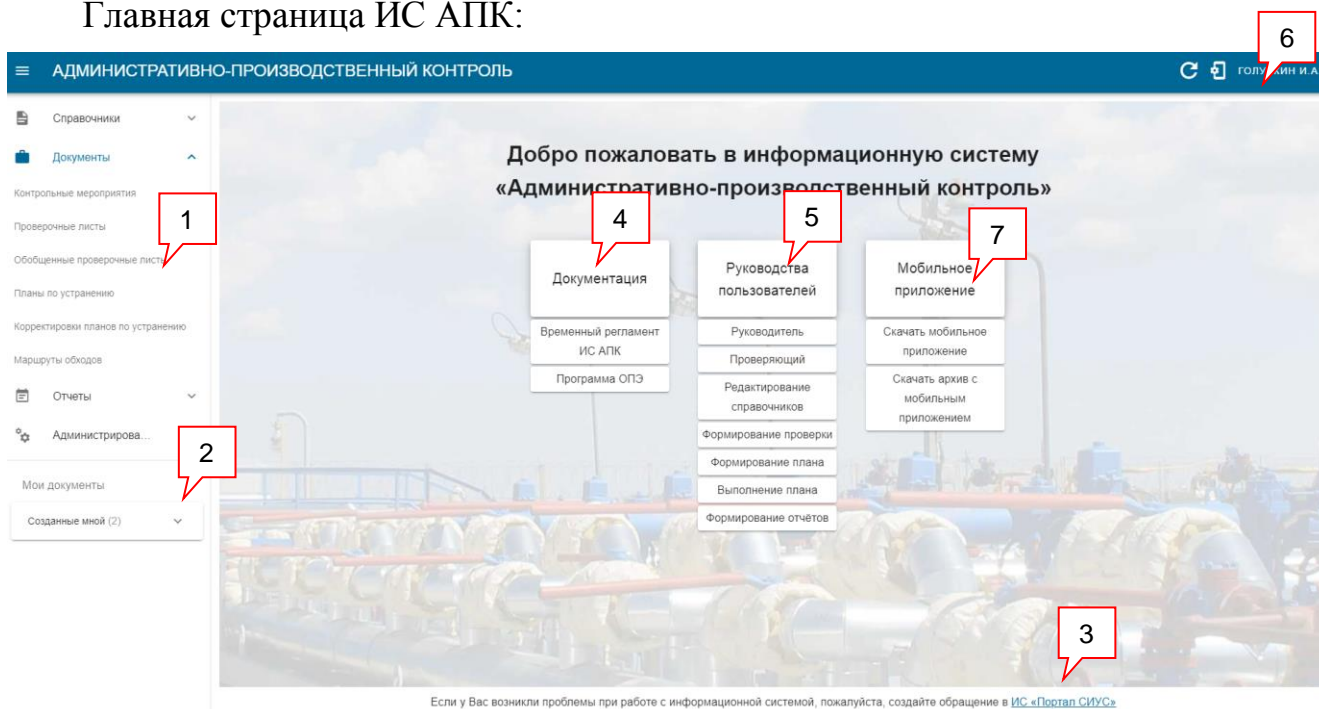 Главная страница ИС АПК:
6
АДМИНИСТРАТИВНО-ПРОИЗВОДСТВЕННЫЙ КОНТРОЛЬ
Справочники
Документы
Контрольные мероприятия
Проверочные листы
Обобщенные проверочные листы
Планы по устранению
Корректировки планов по устранению
Маршруты обходов
Отчеты
Администрирова...
Мои документы
Созданные мной (2)
1
2
Добро пожаловать в информационную систему
«Административно-производственный контроль»
4
Документация
Временный регламент
ИС АПК
Программа ОПЭ
5
Руководства
пользователей
Руководитель
Проверяющий
Редактирование
справочников
Формирование проверки
Формирование плана
Выполнение плана
Формирование отчётов
7
Мобильное
приложение
Скачать мобильное
приложение
Скачать архив с
мобильным
приложением
3
Если у Вас возникли проблемы при работе с информационной системой, пожалуйста, создайте обращение в ИС «Портал СИУС»